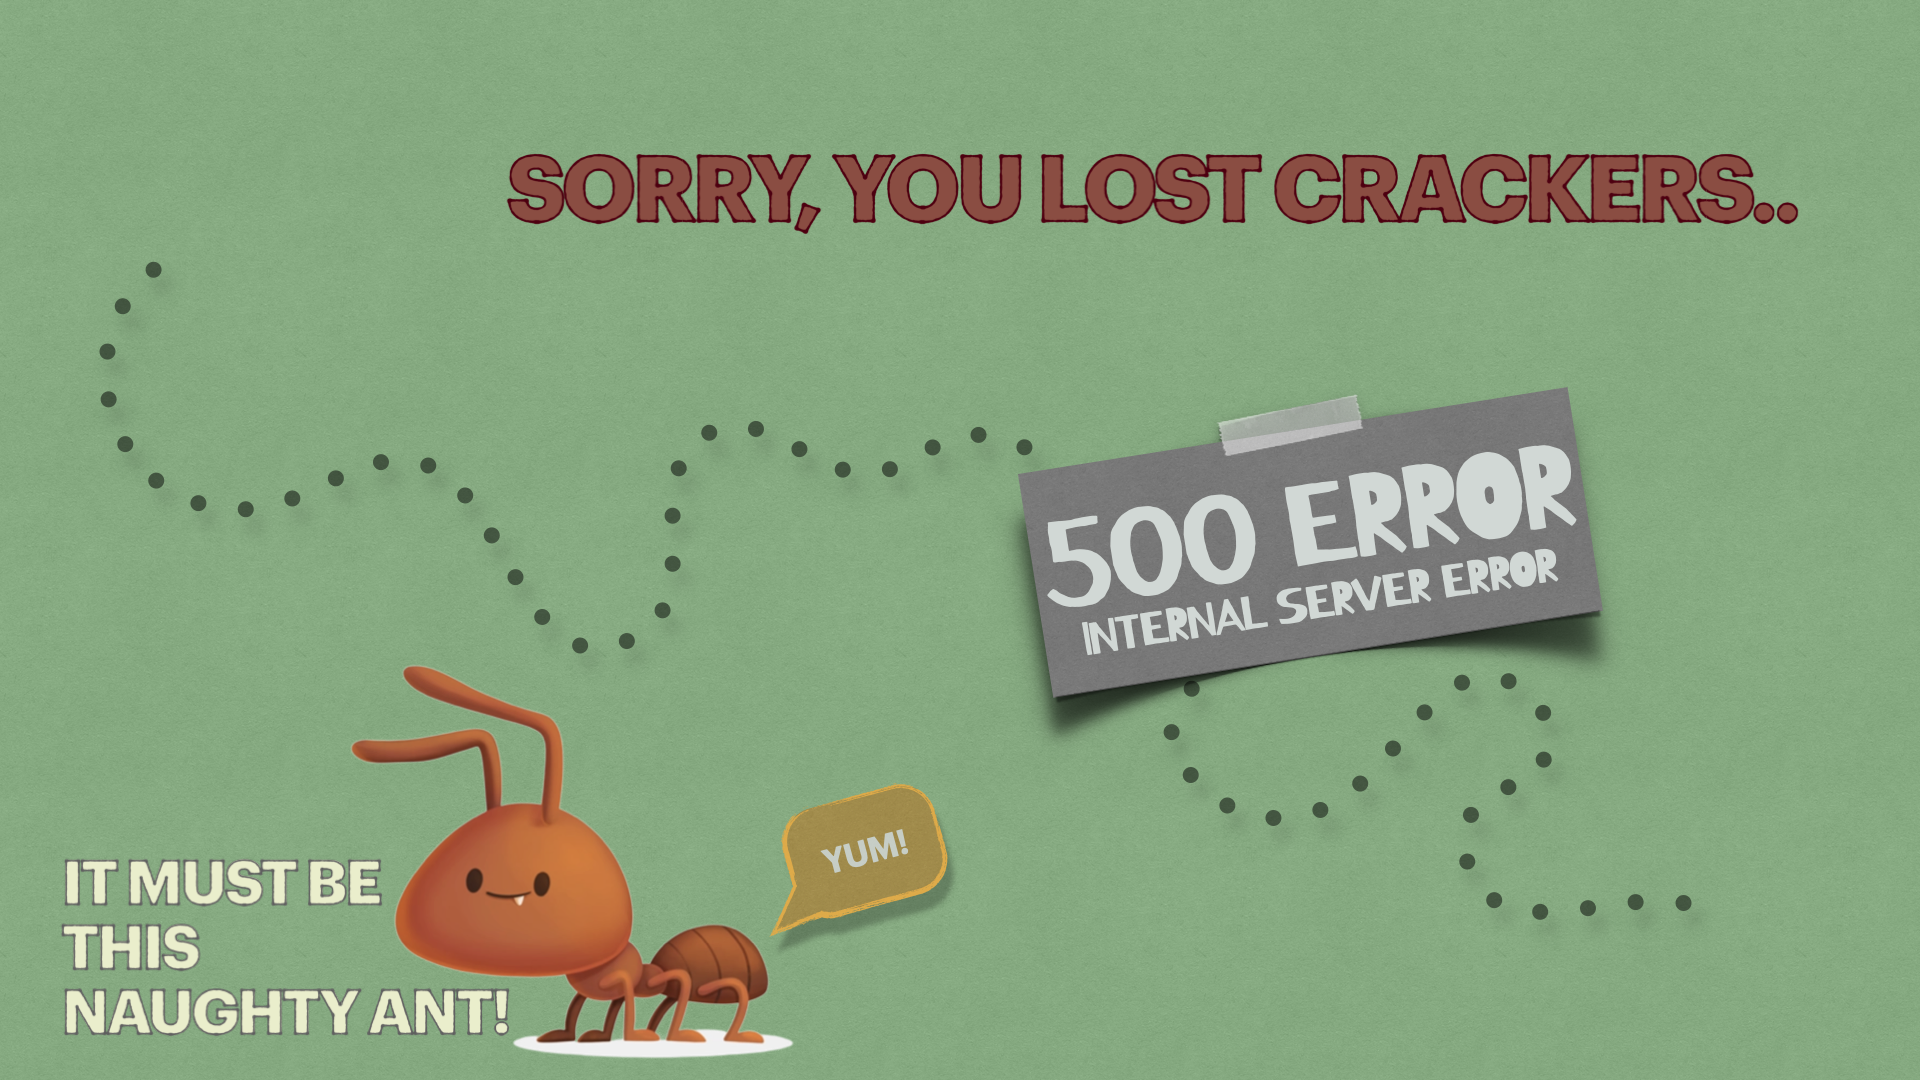 SORRY, YOU LOST CRACKERS..
500 ERROR
INTERNAL SERVER ERROR
YUM!
IT MUST BE
THIS
NAUGHTY ANT!